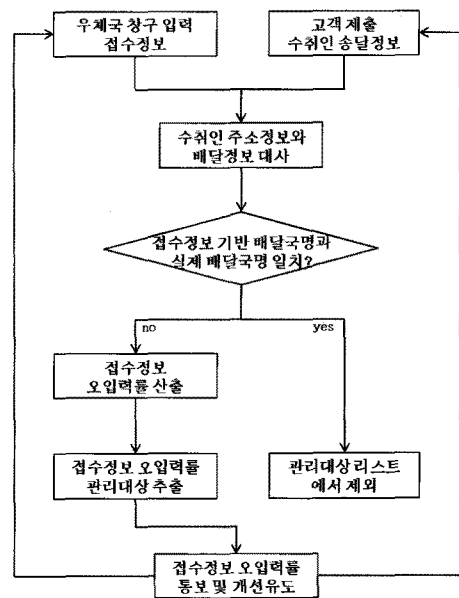 우체국 창구 입력
접수정보
고객 제출
수취인 송달정보
수취인 주소정보와
배달정보 대사
접수정보 기반 배달국명과
실제 배달국명 일치?
no
yes
접수정보
오입력률 산출
접수정보 오입력률
관리대상 추출
관리대상 리스트
에서 제외
접수정보 오입력률
통보 및 개선유도